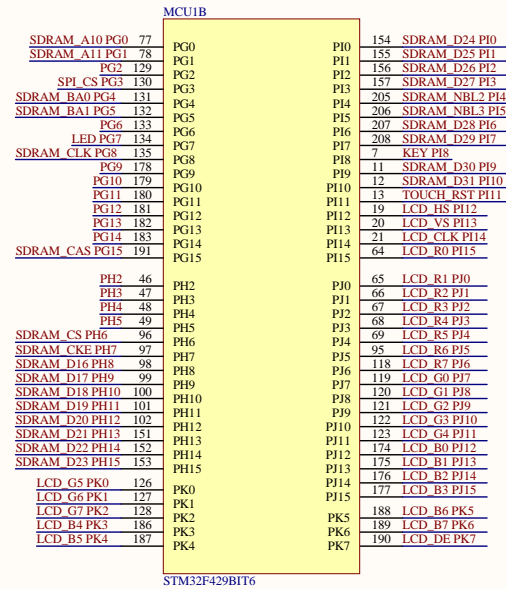 MCU1B
SDRAM_A10 PG0 77 PG0 PI0 154 SDRAM_D24 PI0
SDRAM_A11 PG1 78 PG1 PI1 155 SDRAM_D25 PI1
PG2 129 PG2 PI2 156 SDRAM_D26 PI2
SPI_CS PG3 130 PG3 PI3 157 SDRAM_D27 PI3
SDRAM_BA0 PG4 131 PG4 PI4 205 SDRAM_NBL2 PI4
SDRAM_BA1 PG5 132 PG5 PI5 206 SDRAM_NBL3 PI5
PG6 133 PG6 PI6 207 SDRAM_D28 PI6
LED PG7 134 PG7 PI7 208 SDRAM_D29 PI7
SDRAM_CLK PG8 135 PG8 PI8 7 KEY PI8
PG9 178 PG9 PI9 11 SDRAM_D30 PI9
PG10 179 PG10 PI10 12 SDRAM_D31 PI10
PG11 180 PG11 PI11 13 TOUCH_RST PI11
PG12 181 PG12 PI12 19 LCD_HS PI12
PG13 182 PG13 PI13 20 LCD_VS PI13
PG14 183 PG14 PI14 21 LCD_CLK PI14
SDRAM_CAS PG15 191 PG15 PI15 64 LCD_R0 PI15
PH2 46 PH2 PJ0 65 LCD_R1 PJ0
PH3 47 PH3 PJ1 66 LCD_R2 PJ1
PH4 48 PH4 PJ2 67 LCD_R3 PJ2
PH5 49 PH5 PJ3 68 LCD_R4 PJ3
SDRAM_CS PH6 96 PH6 PJ4 69 LCD_R5 PJ4
SDRAM_CKE PH7 97 PH7 PJ5 95 LCD_R6 PJ5
SDRAM_D16 PH8 98 PH8 PJ6 118 LCD_R7 PJ6
SDRAM_D17 PH9 99 PH9 PJ7 119 LCD_G0 PJ7
SDRAM_D18 PH10 100 PH10 PJ8 120 LCD_G1 PJ8
SDRAM_D19 PH11 101 PH11 PJ9 121 LCD_G2 PJ9
SDRAM_D20 PH12 102 PH12 PJ10 122 LCD_G3 PJ10
SDRAM_D21 PH13 151 PH13 PJ11 123 LCD_G4 PJ11
SDRAM_D22 PH14 152 PH14 PJ12 174 LCD_B0 PJ12
SDRAM_D23 PH15 153 PH15 PJ13 175 LCD_B1 PJ13
PJ14 176 LCD_B2 PJ14
LCD_G5 PK0 126 PK0 PJ15 177 LCD_B3 PJ15
LCD_G6 PK1 127 PK1
LCD_G7 PK2 128 PK2 PK5 188 LCD_B6 PK5
LCD_B4 PK3 186 PK3 PK6 189 LCD_B7 PK6
LCD_B5 PK4 187 PK4 PK7 190 LCD_DE PK7
STM32F429BIT6